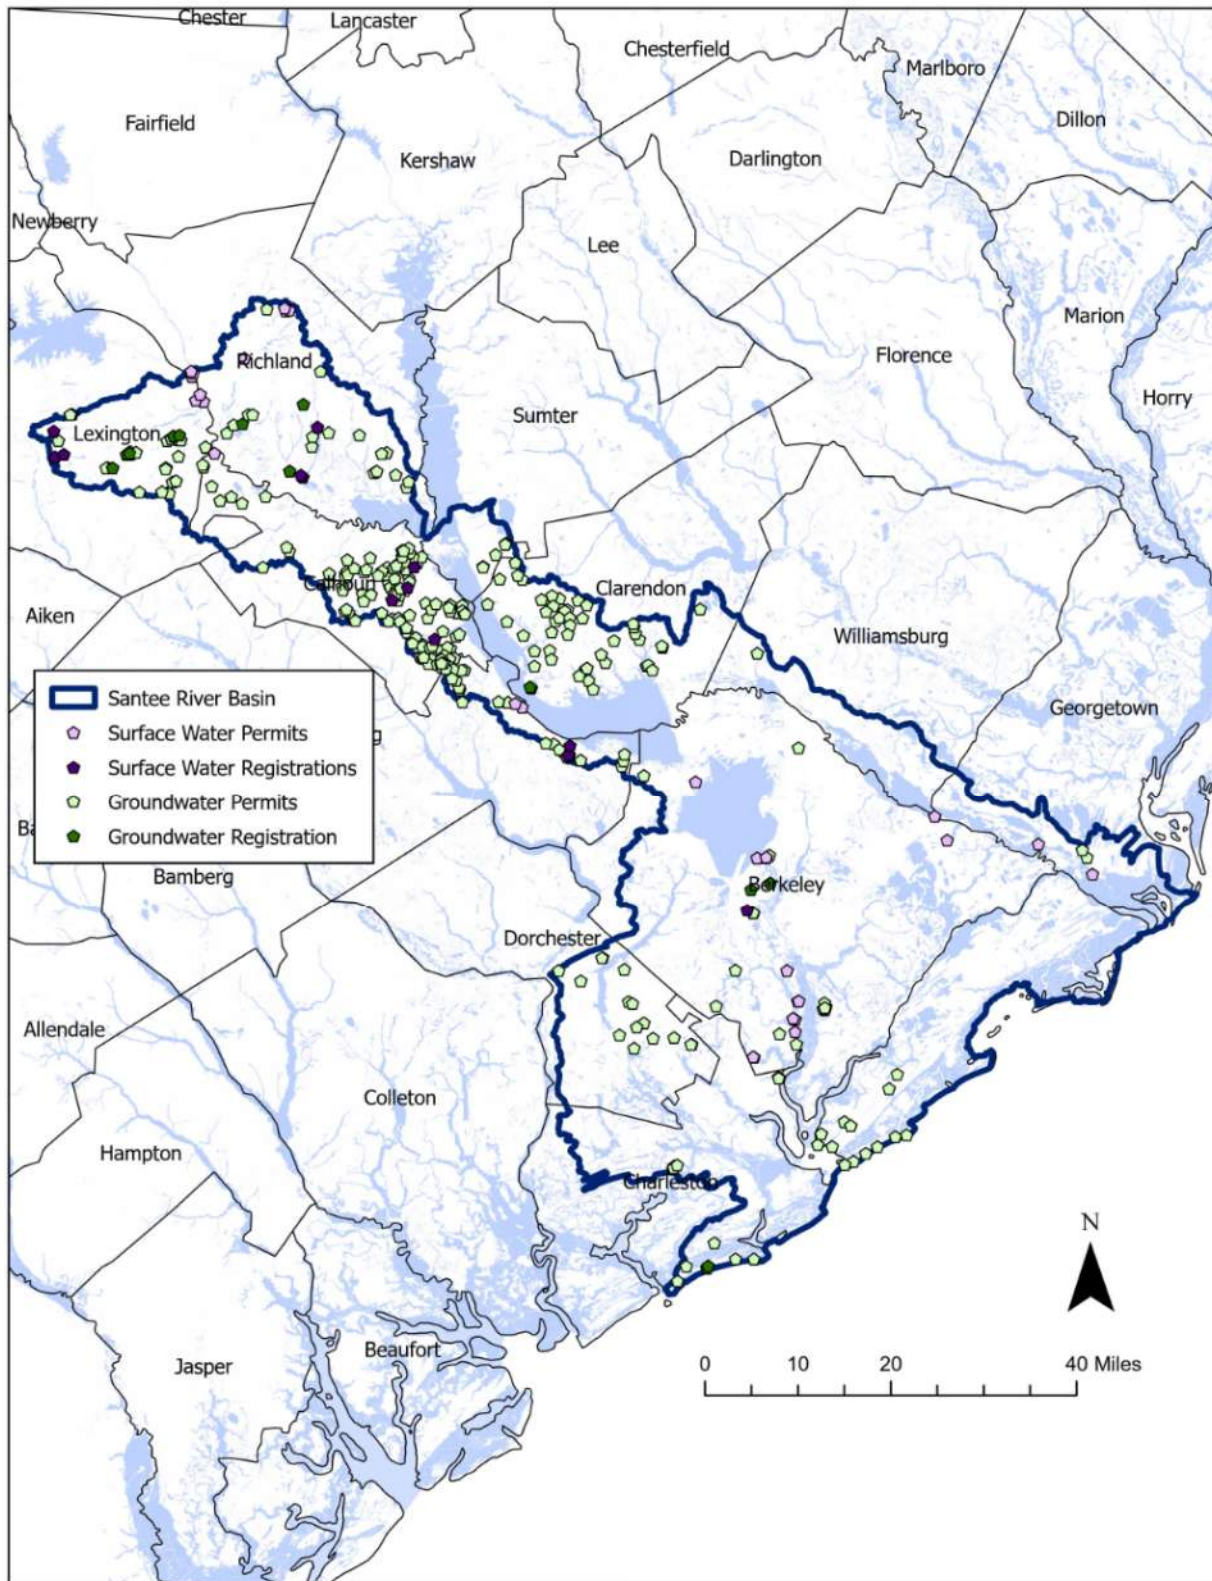 Chester
Lancaster
Chesterfield
Marlboro
Dillon
Fairfield
Kershaw
Darlington
Newberry
Lee
Marion
Richland
Florence
Horry
Lexington
Sumter
Calhoun
Clarendon
Aiken
Williamsburg
Georgetown
Santee River Basin
Surface Water Permits
Surface Water Registrations
Groundwater Permits
Groundwater Registration
g
Ba
Bamberg
Berkeley
Dorchester
Allendale
Colleton
Hampton
Charleston
N
Beaufort
Jasper
0 10 20 40 Miles